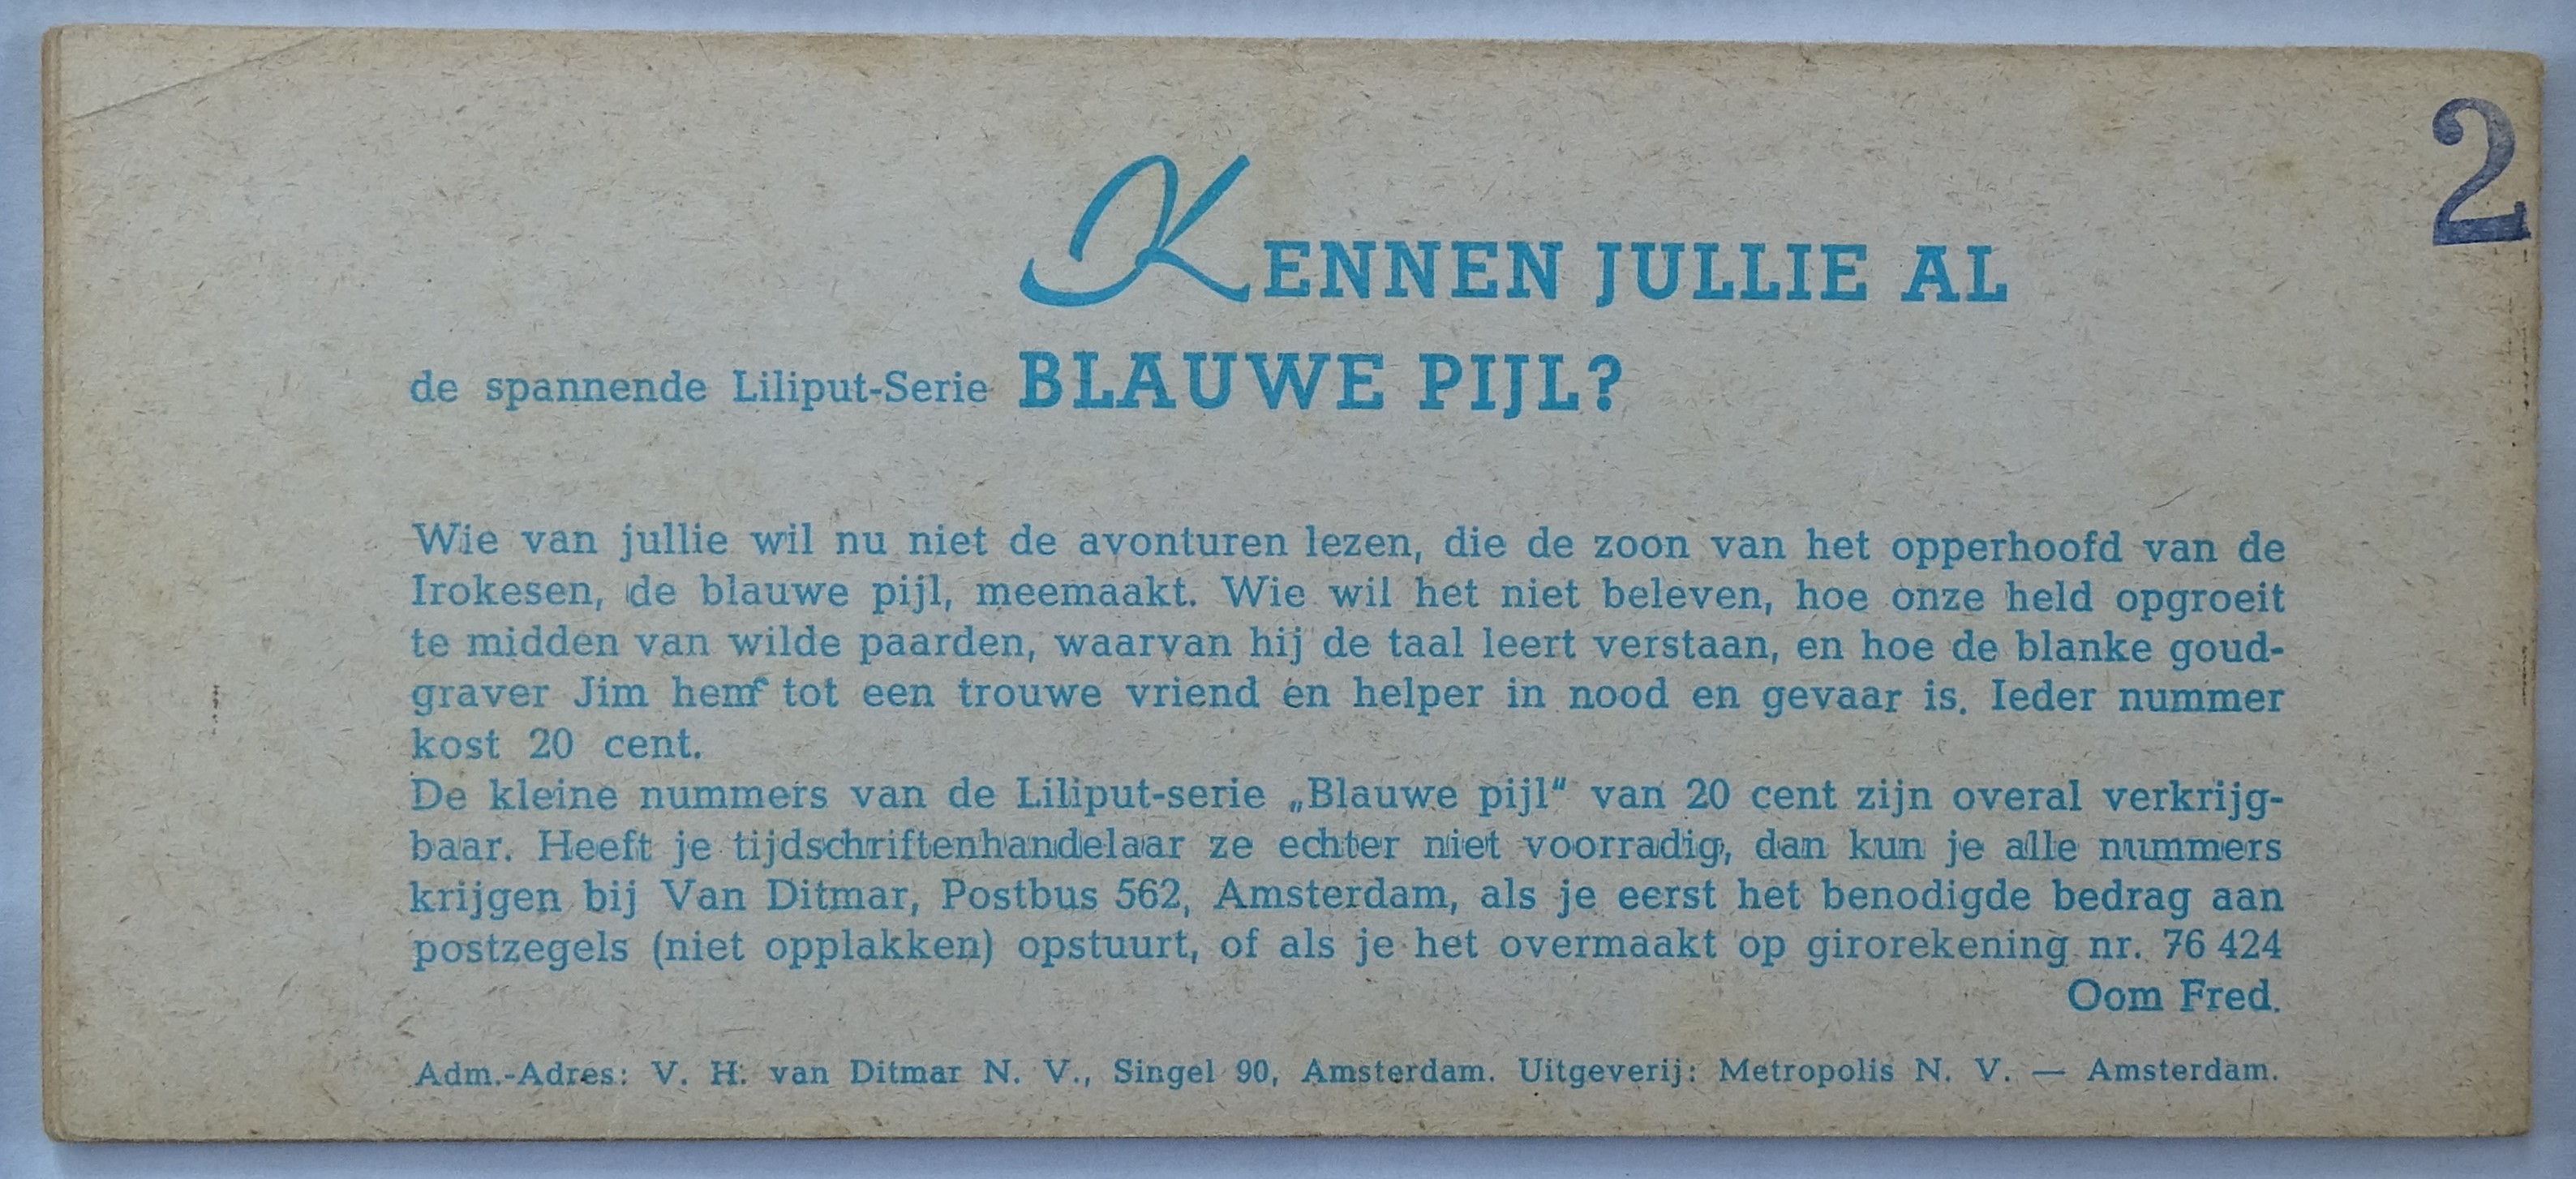 2
KENNEN JULLIE AL
de spannende Liliput-Serie BLAUWE PIJL?
Wie van jullie wil nu niet de avonturen lezen, die de zoon van het opperhoofd van de
Irokesen, de blauwe pijl, meemaakt. Wie wil het niet beleven, hoe onze held opgroeit
te midden van wilde paarden, waarvan hij de taal leert verstaan, en hoe de blanke goud-
graver Jim hem tot een trouwe vriend en helper in nood en gevaar is. Ieder nummer
kost 20 cent.
De kleine nummers van de Liliput-serie „Blauwe pijl“ van 20 cent zijn overal verkrijg-
baar. Heeft je tijdschriftenhandelaar ze echter niet voorradig, dan kun je alle nummers
krijgen bij Van Ditmar, Postbus 562, Amsterdam, als je eerst het benodigde bedrag aan
postzegels (niet opplakken) opstuurt, of als je het overmaakt op girorekening nr. 76 424
Oom Fred.
Adm.-Adres: V. H. van Ditmar N. V., Singel 90, Amsterdam. Uitgeverij: Metropolis N. V. — Amsterdam.